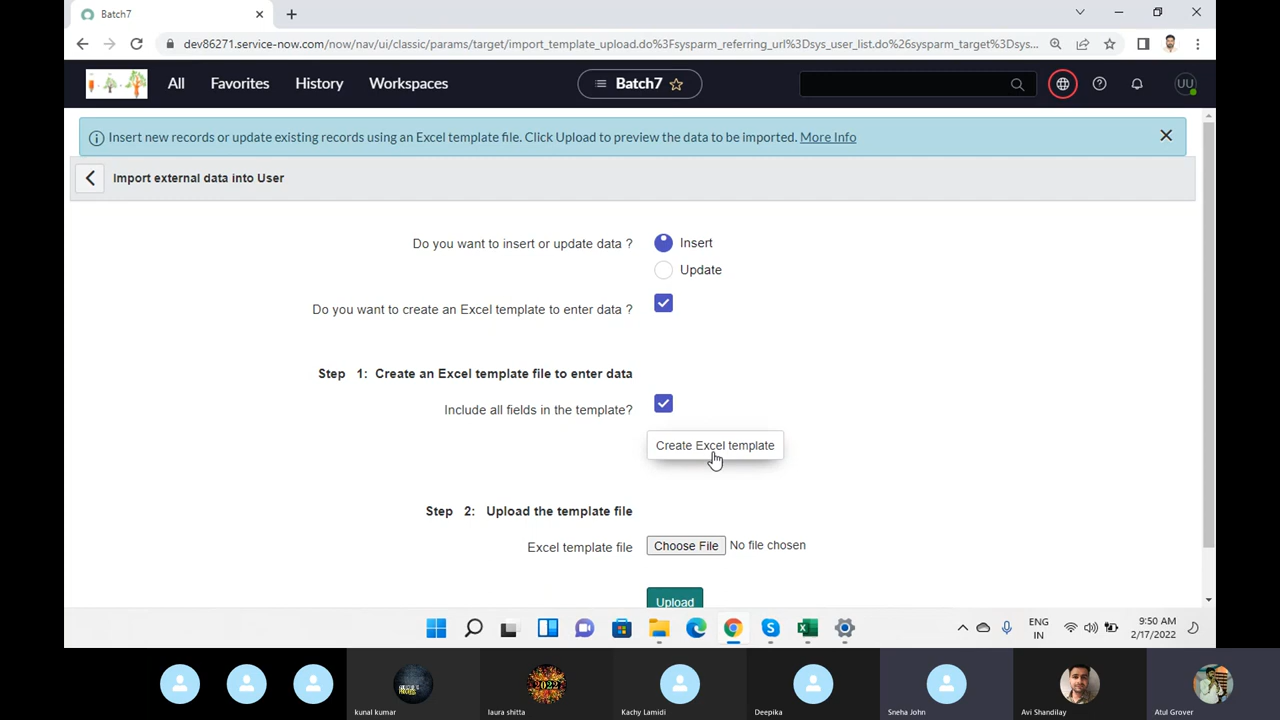 Batch7
dev86271.service-now.com/now/nav/ui/classic/params/target/import_template_upload.do%3Fsysparm_referring_url%3Dsys_user_list.do%26sysparm_target%3Dsys...
All Favorites History Workspaces Batch7 UU
Insert new records or update existing records using an Excel template file. Click Upload to preview the data to be imported. More Info
Import external data into User
Do you want to insert or update data ? Insert
Update
Do you want to create an Excel template to enter data ?
Step 1: Create an Excel template file to enter data
Include all fields in the template?
Create Excel template
Step 2: Upload the template file
Excel template file Choose File No file chosen
Upload
ENG
IN
9:50 AM
2/17/2022
2022
kunal kumar laura shitta Kachy Lamidi Deepika Sneha John Avi Shandilay Atul Grover